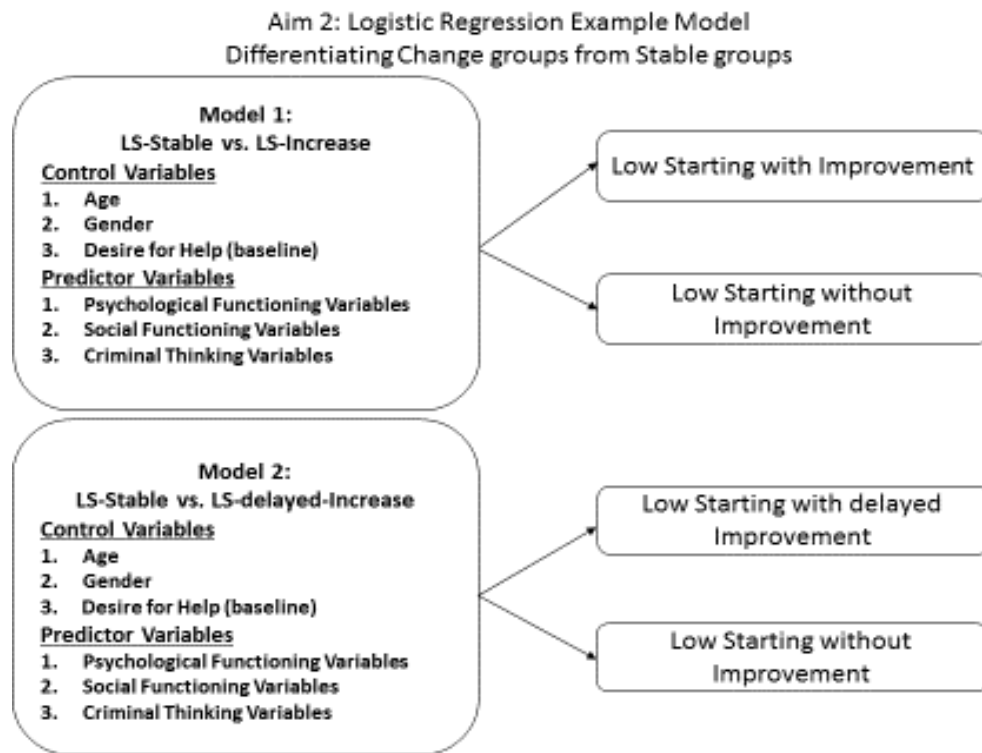 Aim 2: Logistic Regression Example Model
Differentiating Change groups from Stable groups
Model 1:
LS-Stable vs. LS-Increase
Control Variables
1. Age
2. Gender
3. Desire for Help (baseline)
Predictor Variables
1. Psychological Functioning Variables
2. Social Functioning Variables
3. Criminal Thinking Variables
Low Starting with Improvement
Low Starting without
Improvement
Model 2:
LS-Stable vs. LS-delayed-Increase
Control Variables
1. Age
2. Gender
3. Desire for Help (baseline)
Predictor Variables
1. Psychological Functioning Variables
2. Social Functioning Variables
3. Criminal Thinking Variables
Low Starting with delayed
Improvement
Low Starting without
Improvement